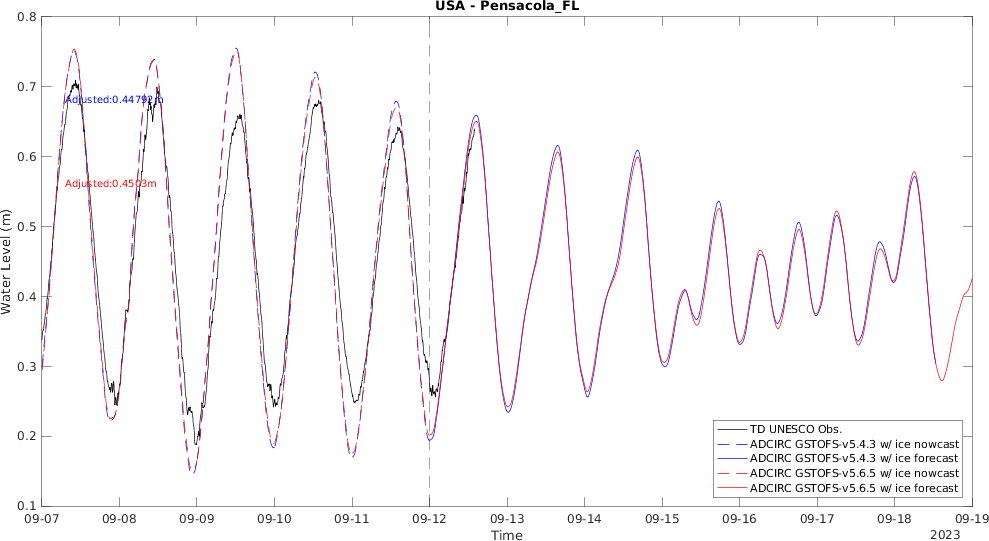 USA - Pensacola_FL
0.8
0.7
0.6
0.5
0.4
0.3
0.2
0.1
Water Level (m)
Adjusted:0.44792m
Adjusted:0.4503m
TD UNESCO Obs.
ADCIRC GSTOFS-v5.4.3 w/ ice nowcast
ADCIRC GSTOFS-v5.4.3 w/ ice forecast
ADCIRC GSTOFS-v5.6.5 w/ ice nowcast
ADCIRC GSTOFS-v5.6.5 w/ ice forecast
09-07 09-08 09-09 09-10 09-11 09-12 09-13 09-14 09-15 09-16 09-17 09-18 09-19
Time
2023